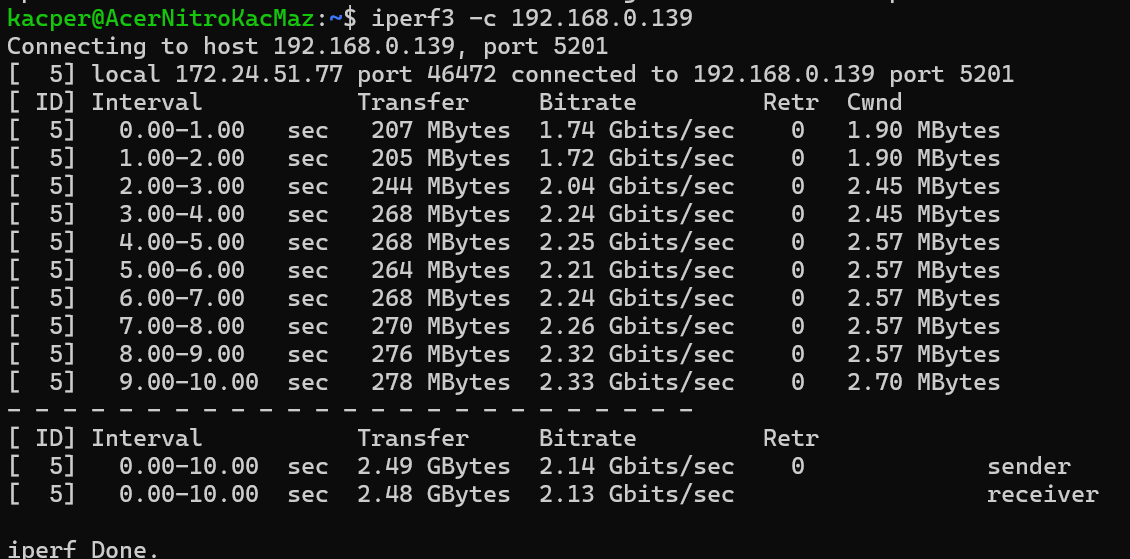 kacper@AcerNitroKacMaz:~$ iperf3 -c 192.168.0.139
Connecting to host 192.168.0.139, port 5201
[  5] local 172.24.51.77 port 46472 connected to 192.168.0.139 port 5201
[ ID] Interval           Transfer     Bitrate         Retr  Cwnd
[  5]   0.00-1.00   sec   207 MBytes  1.74 Gbits/sec    0   1.90 MBytes
[  5]   1.00-2.00   sec   205 MBytes  1.72 Gbits/sec    0   1.90 MBytes
[  5]   2.00-3.00   sec   244 MBytes  2.04 Gbits/sec    0   2.45 MBytes
[  5]   3.00-4.00   sec   268 MBytes  2.24 Gbits/sec    0   2.45 MBytes
[  5]   4.00-5.00   sec   268 MBytes  2.25 Gbits/sec    0   2.57 MBytes
[  5]   5.00-6.00   sec   264 MBytes  2.21 Gbits/sec    0   2.57 MBytes
[  5]   6.00-7.00   sec   268 MBytes  2.24 Gbits/sec    0   2.57 MBytes
[  5]   7.00-8.00   sec   270 MBytes  2.26 Gbits/sec    0   2.57 MBytes
[  5]   8.00-9.00   sec   276 MBytes  2.32 Gbits/sec    0   2.57 MBytes
[  5]   9.00-10.00  sec   278 MBytes  2.33 Gbits/sec    0   2.70 MBytes
- - - - - - - - - - - - - - - - - - - - - - - - -
[ ID] Interval           Transfer     Bitrate         Retr
[  5]   0.00-10.00  sec  2.49 GBytes  2.14 Gbits/sec    0             sender
[  5]   0.00-10.00  sec  2.48 GBytes  2.13 Gbits/sec                  receiver
iperf Done.